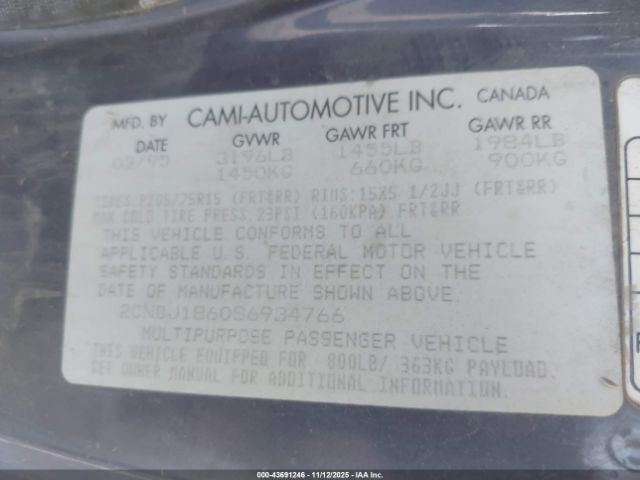 MFD. BY CAMI-AUTOMOTIVE INC. CANADA
DATE GVWR GAWR FRT GAWR RR
03/95 3196LB 1455LB 1984LB
1450KG 660KG 900KG
TIRES:P205/75R15 (FRT&RR) RIMS:15X5 1/2JJ (FRT&RR)
MAX COLD TIRE PRESS:23PSI (160KPA) FRT&RR
THIS VEHICLE CONFORMS TO ALL
APPLICABLE U.S. FEDERAL MOTOR VEHICLE
SAFETY STANDARDS IN EFFECT ON THE
DATE OF MANUFACTURE SHOWN ABOVE.
2CNBJ1860S6934766
MULTIPURPOSE PASSENGER VEHICLE
THIS VEHICLE EQUIPPED FOR 800LB/ 363KG PAYLOAD.
SEE OWNER MANUAL FOR ADDITIONAL INFORMATION.
000-43691246 - 11/12/2025 - IAA Inc.